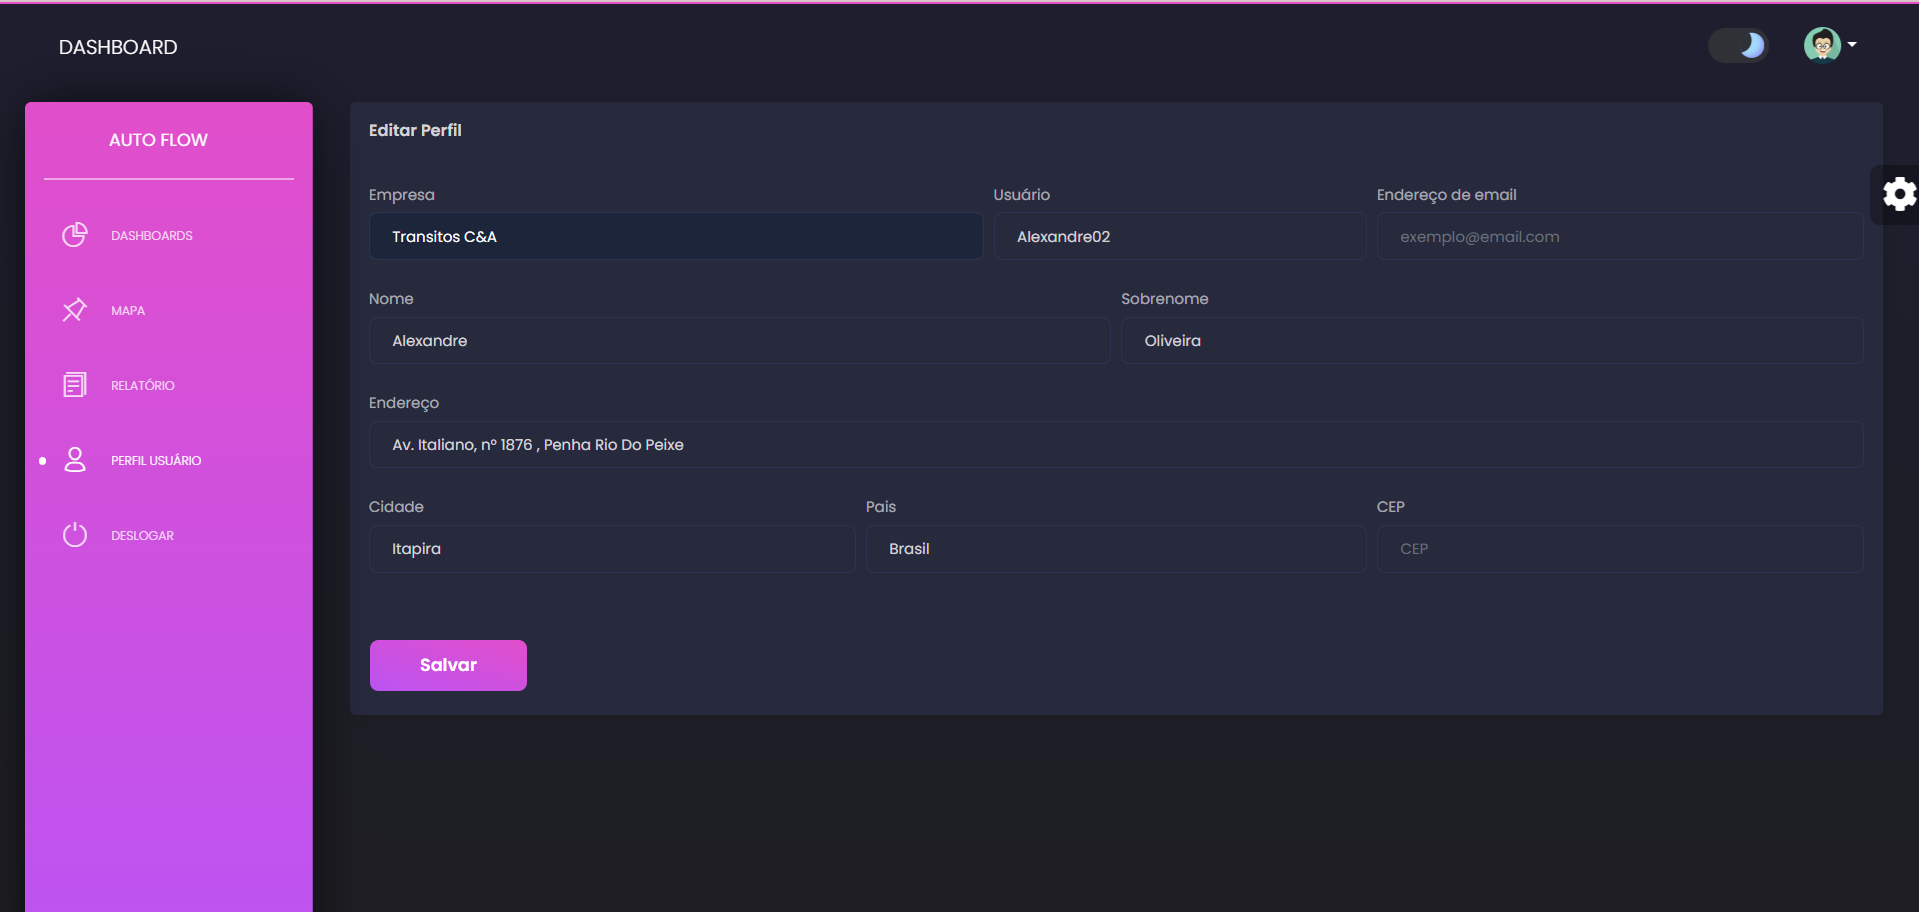 DASHBOARD
AUTO FLOW
DASHBOARDS
MAPA
RELATÓRIO
PERFIL USUÁRIO
DESLOGAR
Editar Perfil
Empresa Usuário Endereço de email
Transitos C&A Alexandre02 exemplo@email.com
Nome Sobrenome
Alexandre Oliveira
Endereço
Av. Italiano, nº 1876 , Penha Rio Do Peixe
Cidade Pais CEP
Itapira Brasil CEP
Salvar